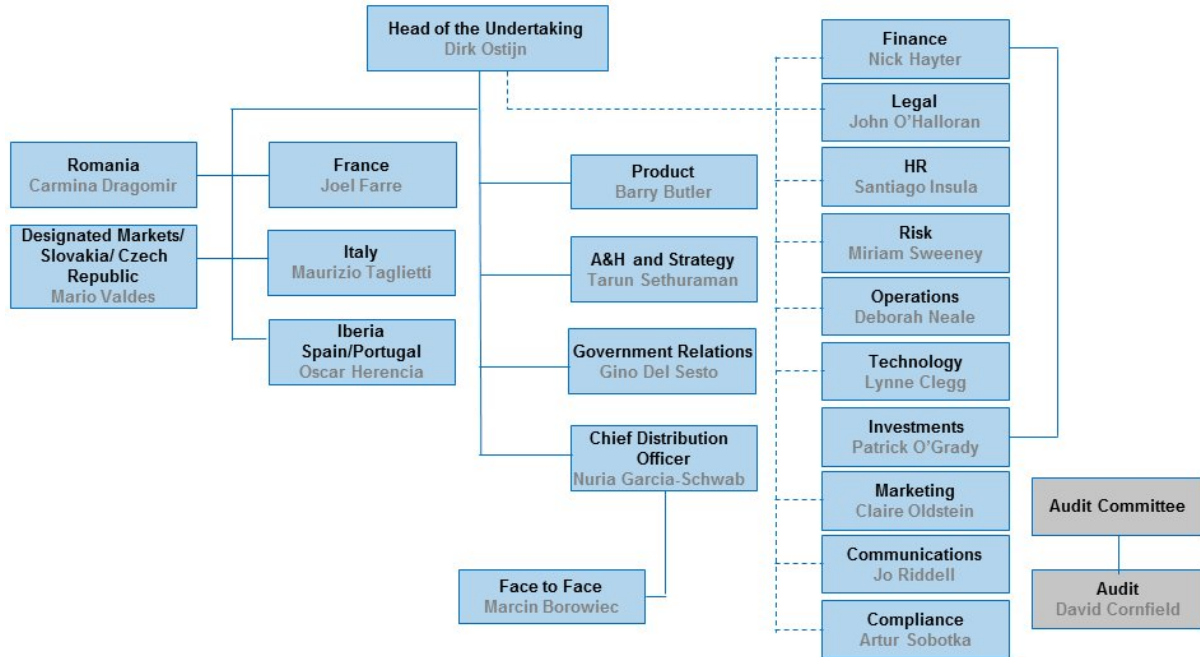 Head of the Undertaking
Dirk Ostijn
Finance
Nick Hayter
Legal
John O'Halloran
Romania
Carmina Dragomir
France
Joel Farre
Product
Barry Butler
HR
Santiago Insula
Designated Markets/
Slovakia/ Czech
Republic
Mario Valdes
Italy
Maurizio Taglietti
A&H and Strategy
Tarun Sethuraman
Risk
Miriam Sweeney
Operations
Deborah Neale
Iberia
Spain/Portugal
Oscar Herencia
Government Relations
Gino Del Sesto
Technology
Lynne Clegg
Chief Distribution
Officer
Nuria Garcia-Schwab
Investments
Patrick O'Grady
Marketing
Claire Oldstein
Audit Committee
Face to Face
Marcin Borowiec
Communications
Jo Riddell
Audit
David Cornfield
Compliance
Artur Sobotka